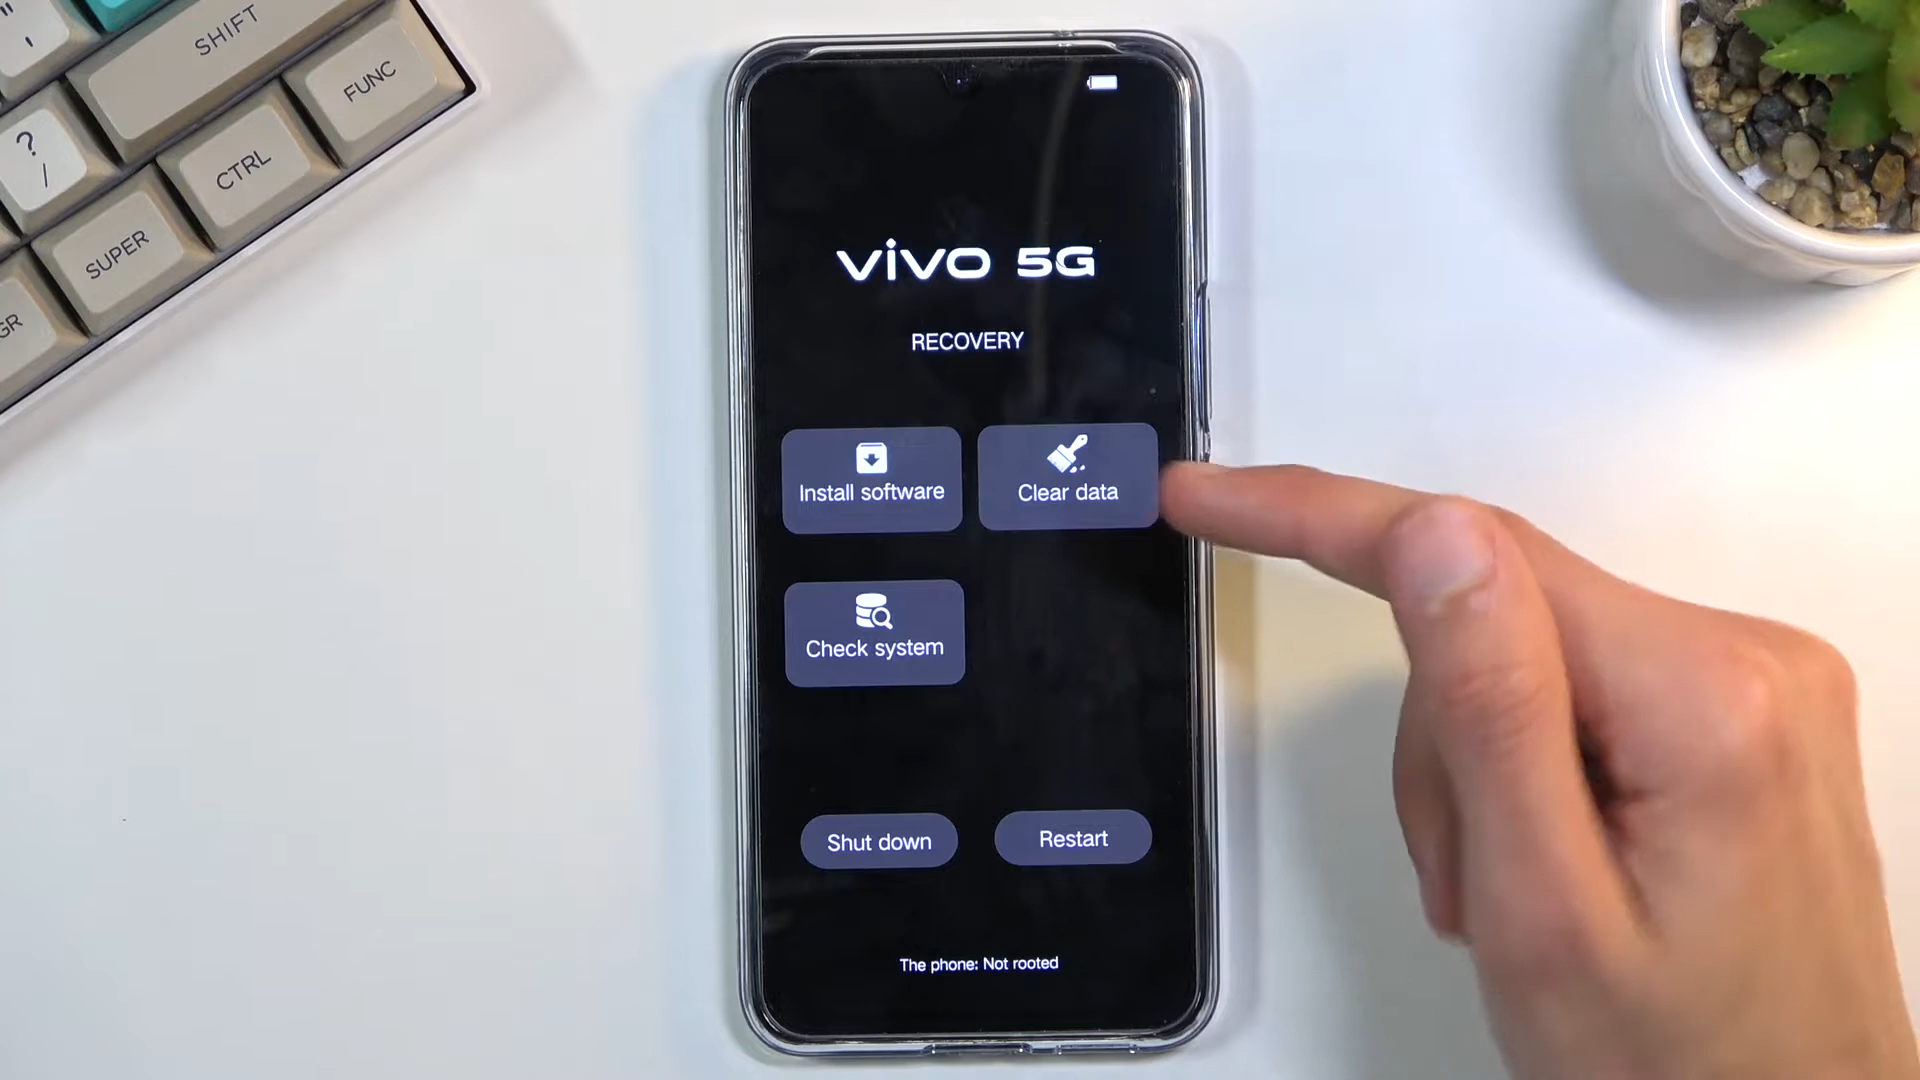 "
'
SHIFT
FUNC
?
/
CTRL
SUPER
GR
vivo 5G
RECOVERY
Install software
Clear data
Check system
Shut down
Restart
The phone: Not rooted